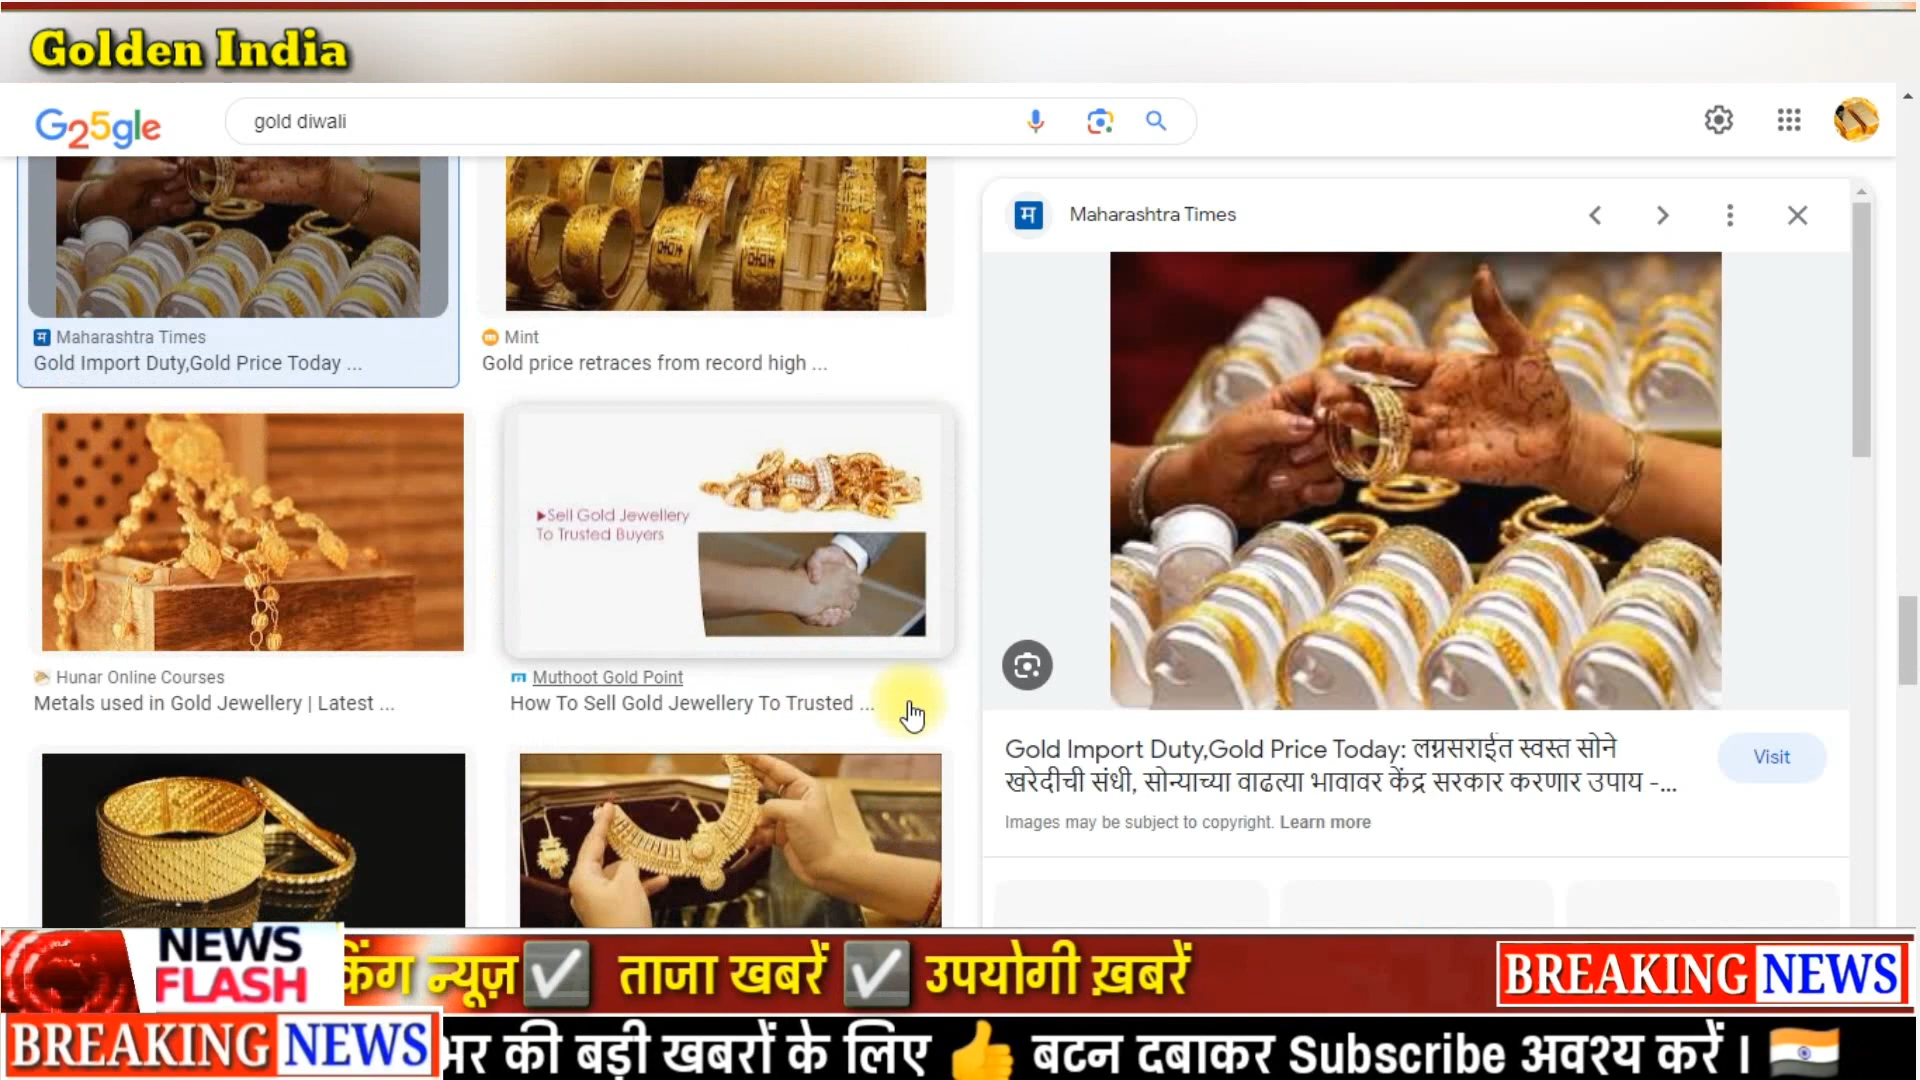 Golden India
G25gle
gold diwali
Maharashtra Times
Gold Import Duty,Gold Price Today ...
Mint
Gold price retraces from record high ...
Maharashtra Times
▶Sell Gold Jewellery
To Trusted Buyers
Hunar Online Courses
Metals used in Gold Jewellery | Latest ...
Muthoot Gold Point
How To Sell Gold Jewellery To Trusted ...
Gold Import Duty,Gold Price Today: लग्नसराईत स्वस्त सोने
खरेदीची संधी, सोन्याच्या वाढत्या भावावर केंद्र सरकार करणार उपाय -...
Visit
Images may be subject to copyright. Learn more
NEWS
FLASH
किंग न्यूज़ ✅ ताजा खबरें ✅ उपयोगी ख़बरें
BREAKING NEWS
BREAKING NEWS
भर की बड़ी खबरों के लिए 👍 बटन दबाकर Subscribe अवश्य करें । 🇮🇳